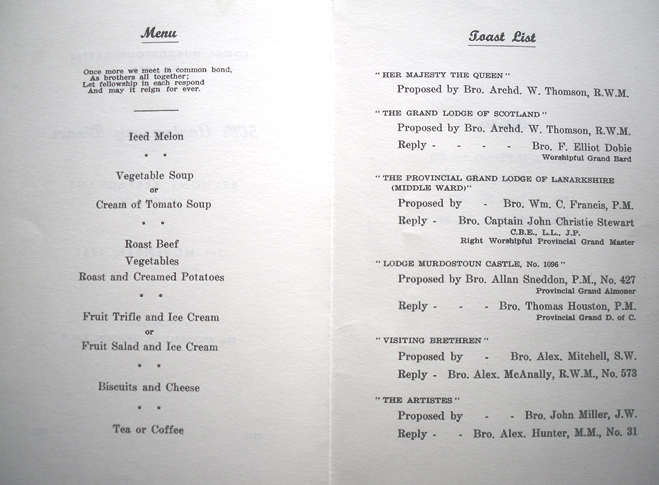 Menu
Once more we meet in common bond,
As brothers all together;
Let fellowship in each respond
And may it reign for ever.
Iced Melon
* *
Vegetable Soup
or
Cream of Tomato Soup
* *
Roast Beef
Vegetables
Roast and Creamed Potatoes
* *
Fruit Trifle and Ice Cream
or
Fruit Salad and Ice Cream
* *
Biscuits and Cheese
* *
Tea or Coffee
Toast List
"HER MAJESTY THE QUEEN"
Proposed by Bro. Archd. W. Thomson, R.W.M.
"THE GRAND LODGE OF SCOTLAND"
Proposed by Bro. Archd. W. Thomson, R.W.M.
Reply - - - - Bro. F. Elliot Dobie
Worshipful Grand Bard
"THE PROVINCIAL GRAND LODGE OF LANARKSHIRE
(MIDDLE WARD)"
Proposed by - Bro. Wm. C. Francis, P.M.
Reply - Bro. Captain John Christie Stewart
C.B.E., L.L., J.P.
Right Worshipful Provincial Grand Master
"LODGE MURDOSTOUN CASTLE, No. 1096"
Proposed by Bro. Allan Sneddon, P.M., No. 427
Provincial Grand Almoner
Reply - - - Bro. Thomas Houston, P.M.
Provincial Grand D. of C.
"VISITING BRETHREN"
Proposed by - Bro. Alex. Mitchell, S.W.
Reply - Bro. Alex. McAnally, R.W.M., No. 573
"THE ARTISTES"
Proposed by - - Bro. John Miller, J.W.
Reply - - Bro. Alex. Hunter, M.M., No. 31